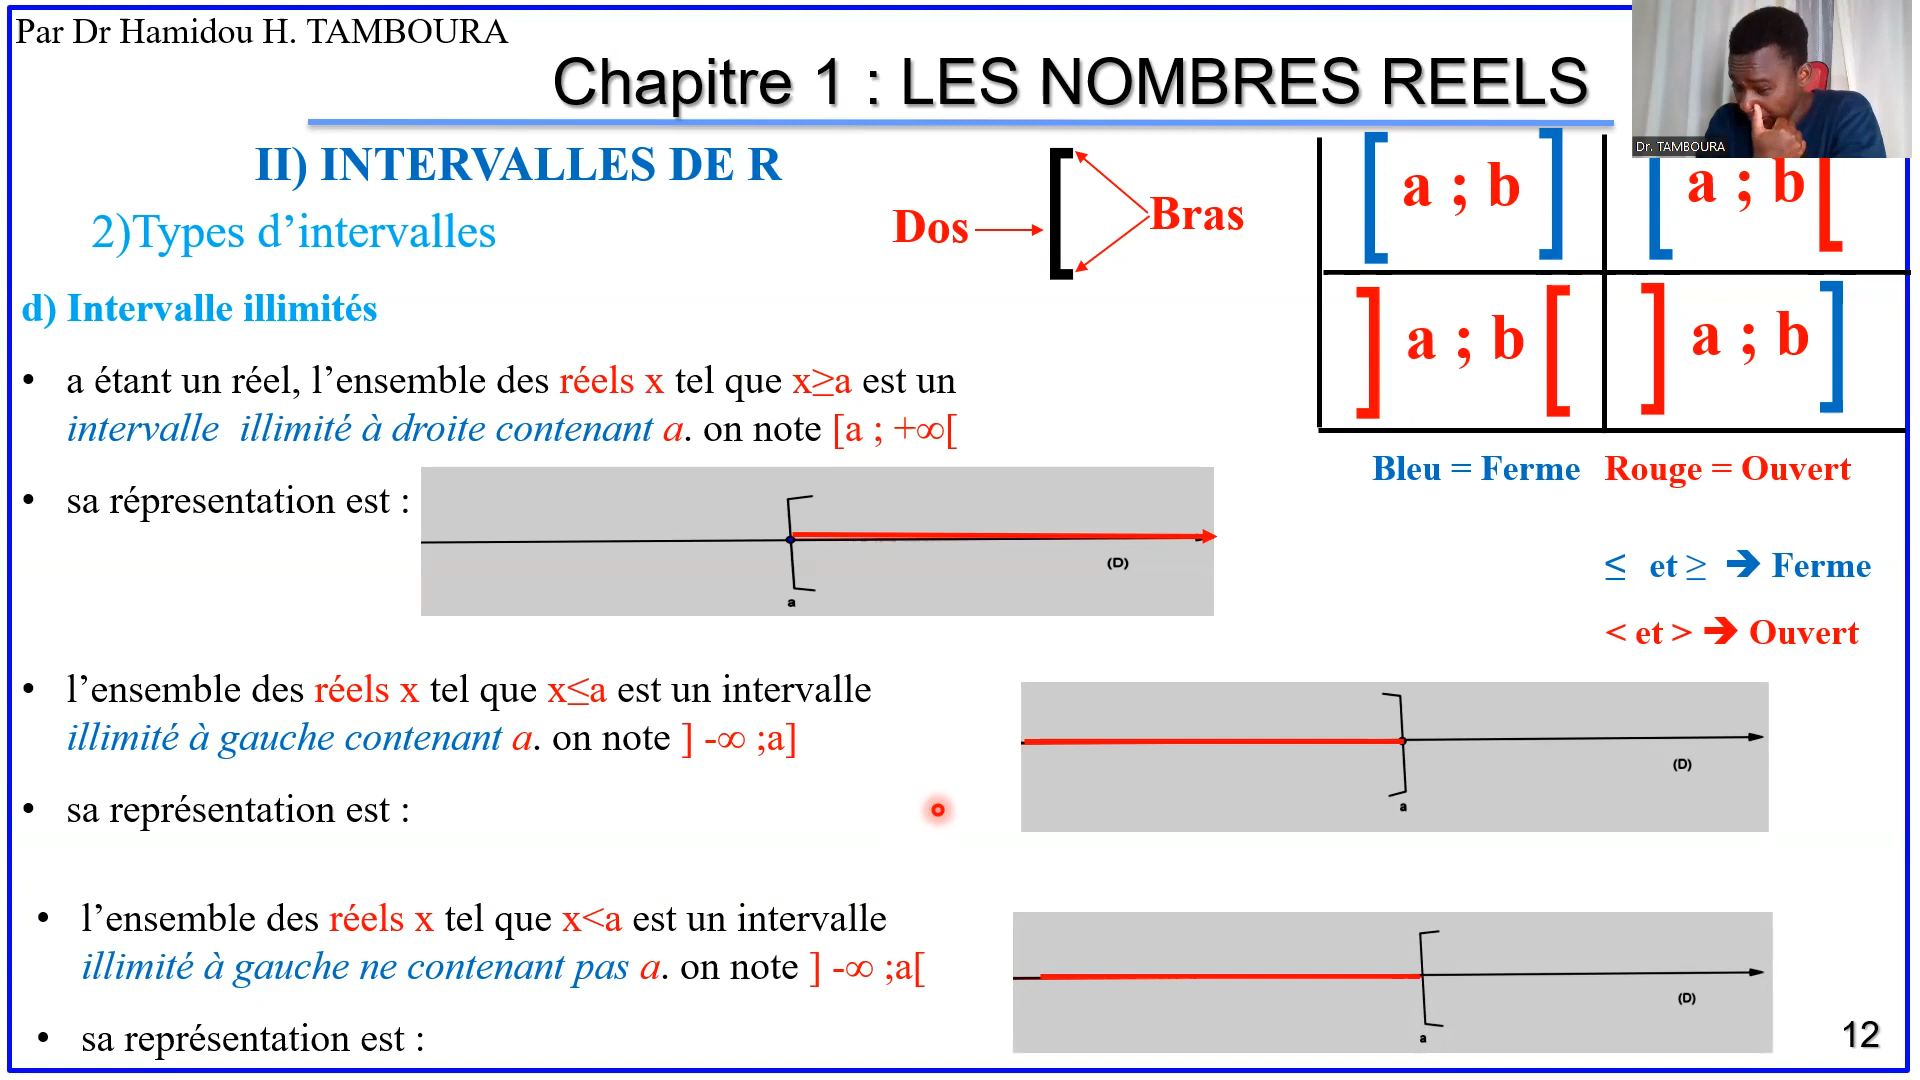 Par Dr Hamidou H. TAMBOURA
Chapitre 1 : LES NOMBRES REELS
Dr. TAMBOURA
II) INTERVALLES DE R
2)Types d’intervalles
Dos
Bras
[ a ; b ]
[ a ; b [
] a ; b [
] a ; b ]
Bleu = Ferme Rouge = Ouvert
≤ et ≥ ➔ Ferme
< et > ➔ Ouvert
d) Intervalle illimités
• a étant un réel, l’ensemble des réels x tel que x≥a est un
intervalle illimité à droite contenant a. on note [a ; +∞[
• sa répresentation est :
(D)
a
• l’ensemble des réels x tel que x≤a est un intervalle
illimité à gauche contenant a. on note ] -∞ ;a]
• sa représentation est :
(D)
a
• l’ensemble des réels x tel que x<a est un intervalle
illimité à gauche ne contenant pas a. on note ] -∞ ;a[
• sa représentation est :
(D)
a
12